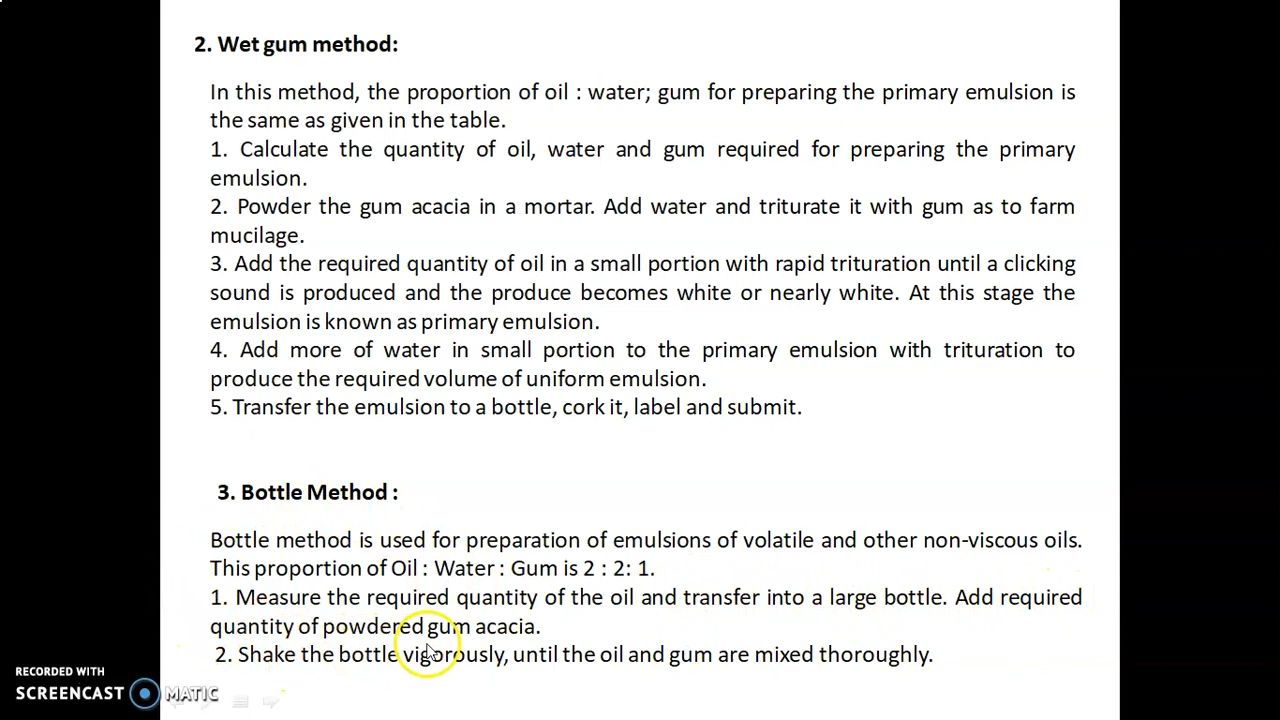 2. Wet gum method:
In this method, the proportion of oil : water; gum for preparing the primary emulsion is
the same as given in the table.
1. Calculate the quantity of oil, water and gum required for preparing the primary
emulsion.
2. Powder the gum acacia in a mortar. Add water and triturate it with gum as to farm
mucilage.
3. Add the required quantity of oil in a small portion with rapid trituration until a clicking
sound is produced and the produce becomes white or nearly white. At this stage the
emulsion is known as primary emulsion.
4. Add more of water in small portion to the primary emulsion with trituration to
produce the required volume of uniform emulsion.
5. Transfer the emulsion to a bottle, cork it, label and submit.
3. Bottle Method :
Bottle method is used for preparation of emulsions of volatile and other non-viscous oils.
This proportion of Oil : Water : Gum is 2 : 2: 1.
1. Measure the required quantity of the oil and transfer into a large bottle. Add required
quantity of powdered gum acacia.
2. Shake the bottle vigorously, until the oil and gum are mixed thoroughly.
RECORDED WITH
SCREENCAST MATIC